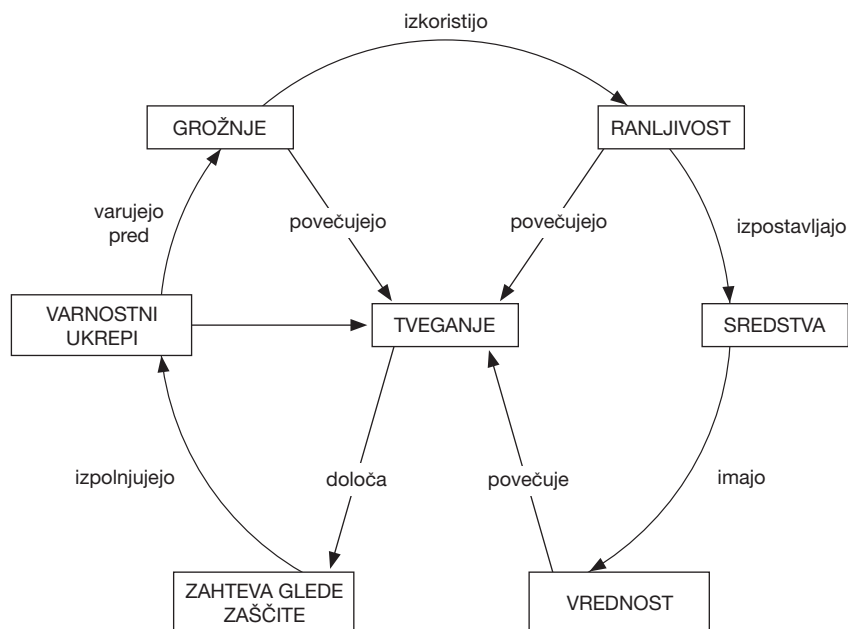 izkoristijo
GROŽNJE
RANLJIVOST
varujejo
pred
povečujejo
povečujejo
izpostavljajo
VARNOSTNI
UKREPI
TVEGANJE
SREDSTVA
izpolnjujejo
določa
povečuje
imajo
ZAHTEVA GLEDE
ZAŠČITE
VREDNOST